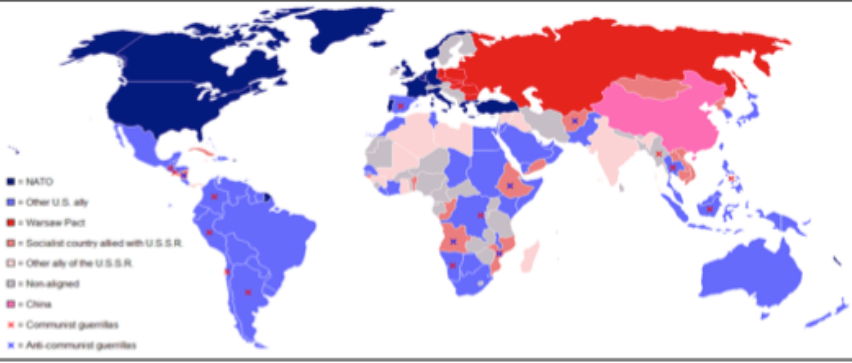 = NATO
= Other U.S. ally
= Warsaw Pact
= Socialist country allied with U.S.S.R.
= Other ally of the U.S.S.R.
= Non-aligned
= China
× = Communist guerrillas
× = Anti-communist guerrillas